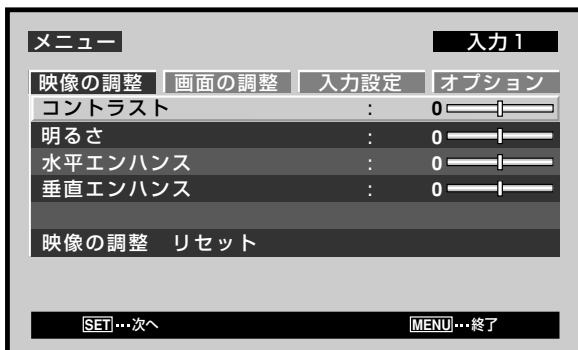 メニュー 入力1
映像の調整 画面の調整 入力設定 オプション
コントラスト : 0
明るさ : 0
水平エンハンス : 0
垂直エンハンス : 0
映像の調整 リセット
SET…次へ MENU…終了